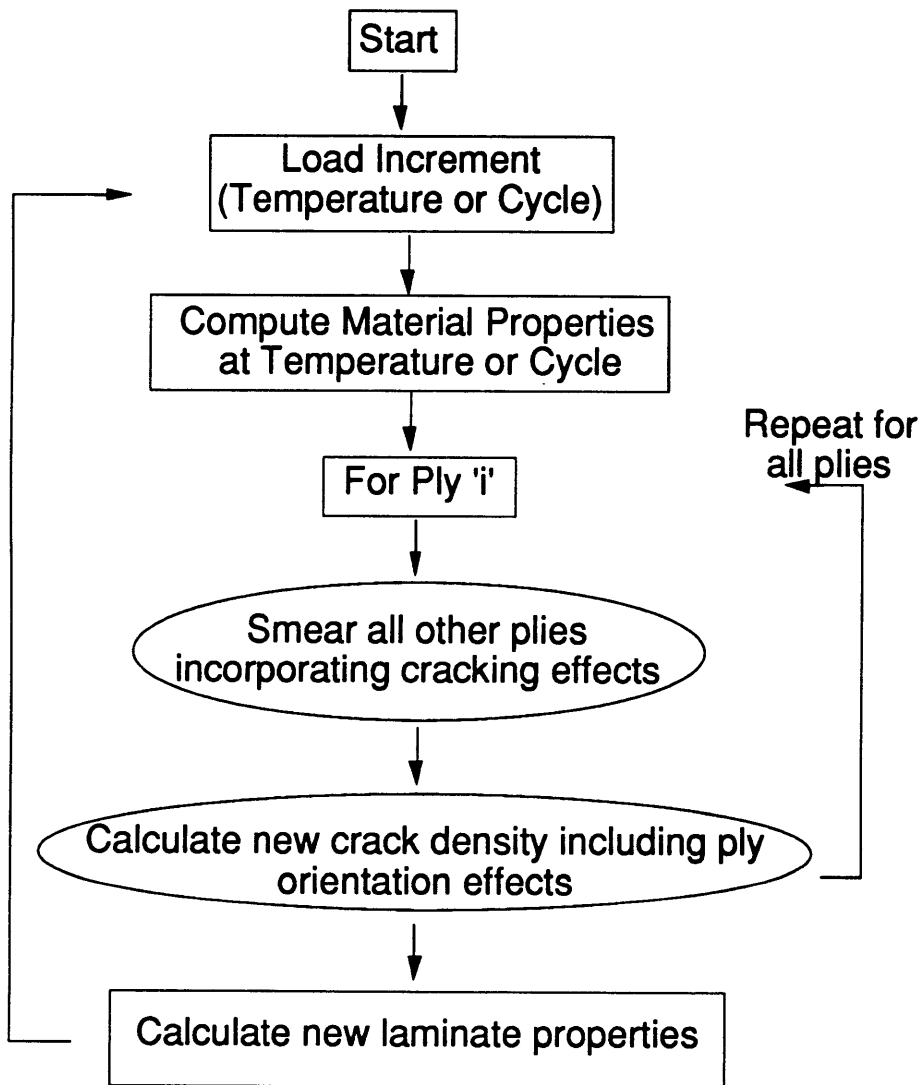 Start
Load Increment
(Temperature or Cycle)
Compute Material Properties
at Temperature or Cycle
Repeat for
all plies
For Ply 'i'
Smear all other plies
incorporating cracking effects
Calculate new crack density including ply
orientation effects
Calculate new laminate properties